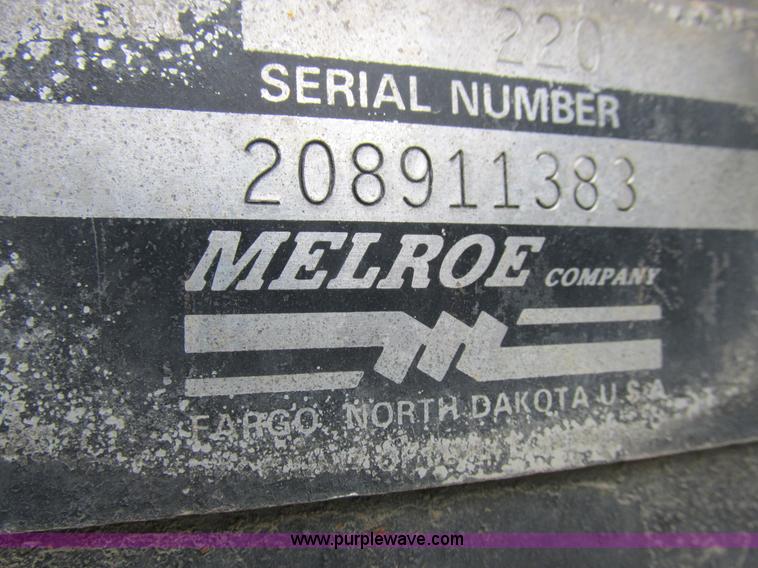 220
SERIAL NUMBER
208911383
MELROE COMPANY
FARGO, NORTH DAKOTA U.S.A.
www.purplewave.com